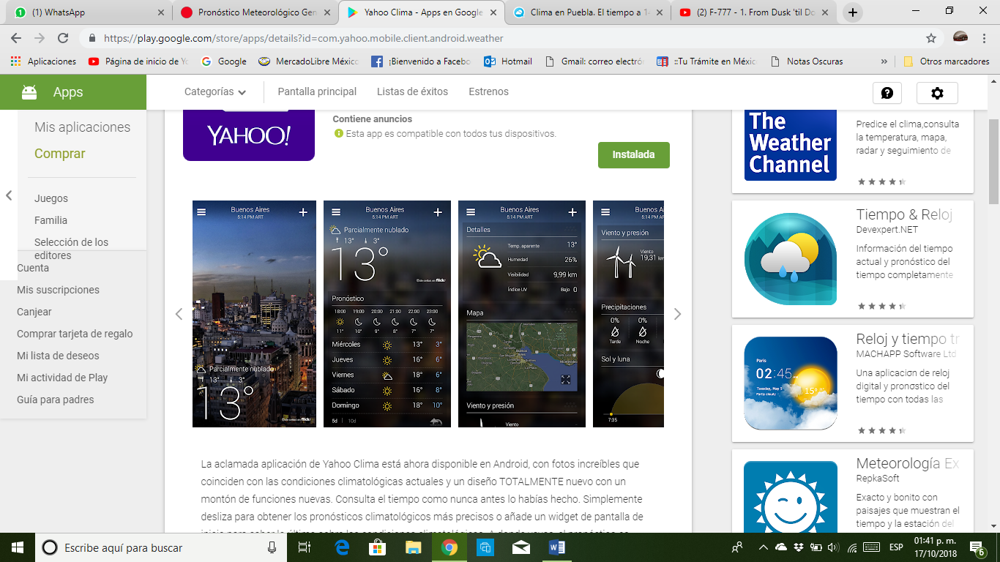 (1) WhatsApp
Pronóstico Meteorológico Gen
Yahoo Clima - Apps en Google
Clima en Puebla. El tiempo a 1
(2) F-777 - 1. From Dusk 'til Do
https://play.google.com/store/apps/details?id=com.yahoo.mobile.client.android.weather
Aplicaciones
Página de inicio de Yo
Google
MercadoLibre México
¡Bienvenido a Facebo
Hotmail
Gmail: correo electró
::Tu Trámite en Méxic
Notas Oscuras
»
Otros marcadores
Apps
Categorías
Pantalla principal
Listas de éxitos
Estrenos
Mis aplicaciones
Comprar
Juegos
Familia
Selección de los
editores
Cuenta
Mis suscripciones
Canjear
Comprar tarjeta de regalo
Mi lista de deseos
Mi actividad de Play
Guía para padres
YAHOO!
Contiene anuncios
Esta app es compatible con todos tus dispositivos.
Instalada
Buenos Aires
5:14 PM ART
Parcialmente nublado
13° 3°
13°
Buenos Aires
5:14 PM ART
Parcialmente nublado
13° 3°
13°
Pronóstico
18:00 19:00 20:00 21:00 22:00 23:00
11° 10° 8° 8° 7° 7°
Miércoles 13° 3°
Jueves 16° 6°
Viernes 18° 6°
Sábado 16° 8°
Domingo 18° 10°
5d | 10d
Buenos Aires
5:14 PM ART
Detalles
Temp. aparente 13°
Humedad 26%
Visibilidad 9,99 km
Índice UV Bajo 0
Mapa
Viento y presión
Viento
Buenos A
5:14 PM AR
Viento y presión
Viento
19,31 km
Precipitaciones
0% 0%
Tarde Noche
Sol y luna
7:35
La aclamada aplicación de Yahoo Clima está ahora disponible en Android, con fotos increíbles que
coinciden con las condiciones climatológicas actuales y un diseño TOTALMENTE nuevo con un
montón de funciones nuevas. Consulta el tiempo como nunca antes lo habías hecho. Simplemente
desliza para obtener los pronósticos climatológicos más precisos o añade un widget de pantalla de
The
Weather
Channel
Predice el clima,consulta
la temperatura, mapa,
radar y seguimiento de
Tiempo & Reloj
Devexpert.NET
Información del tiempo
actual y pronóstico del
tiempo completamente
Paris
02:45
Tuesday, May 5
Partly cloudy
15°
Reloj y tiempo tr
MACHAPP Software Ltd
Una aplicación de reloj
digital y pronóstico del
tiempo con todas las
Meteorología Ex
RepkaSoft
Exacto y bonito con
paisajes que muestran el
tiempo y la estación del
Escribe aquí para buscar
ESP
01:41 p. m.
17/10/2018
6